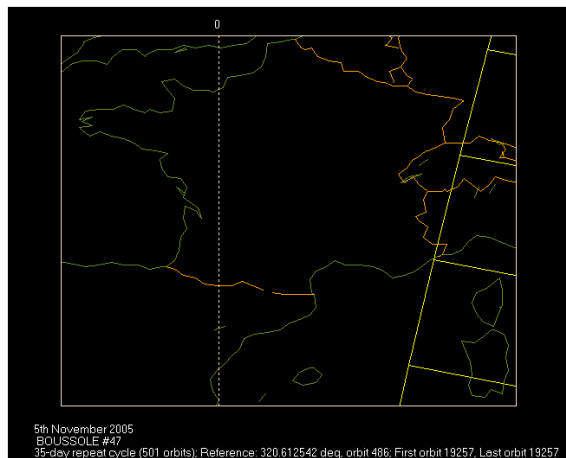 0
5th November 2005
BOUSSOLE #47
35-day repeat cycle (501 orbits); Reference: 320.612542 deg, orbit 486; First orbit 19257, Last orbit 19257